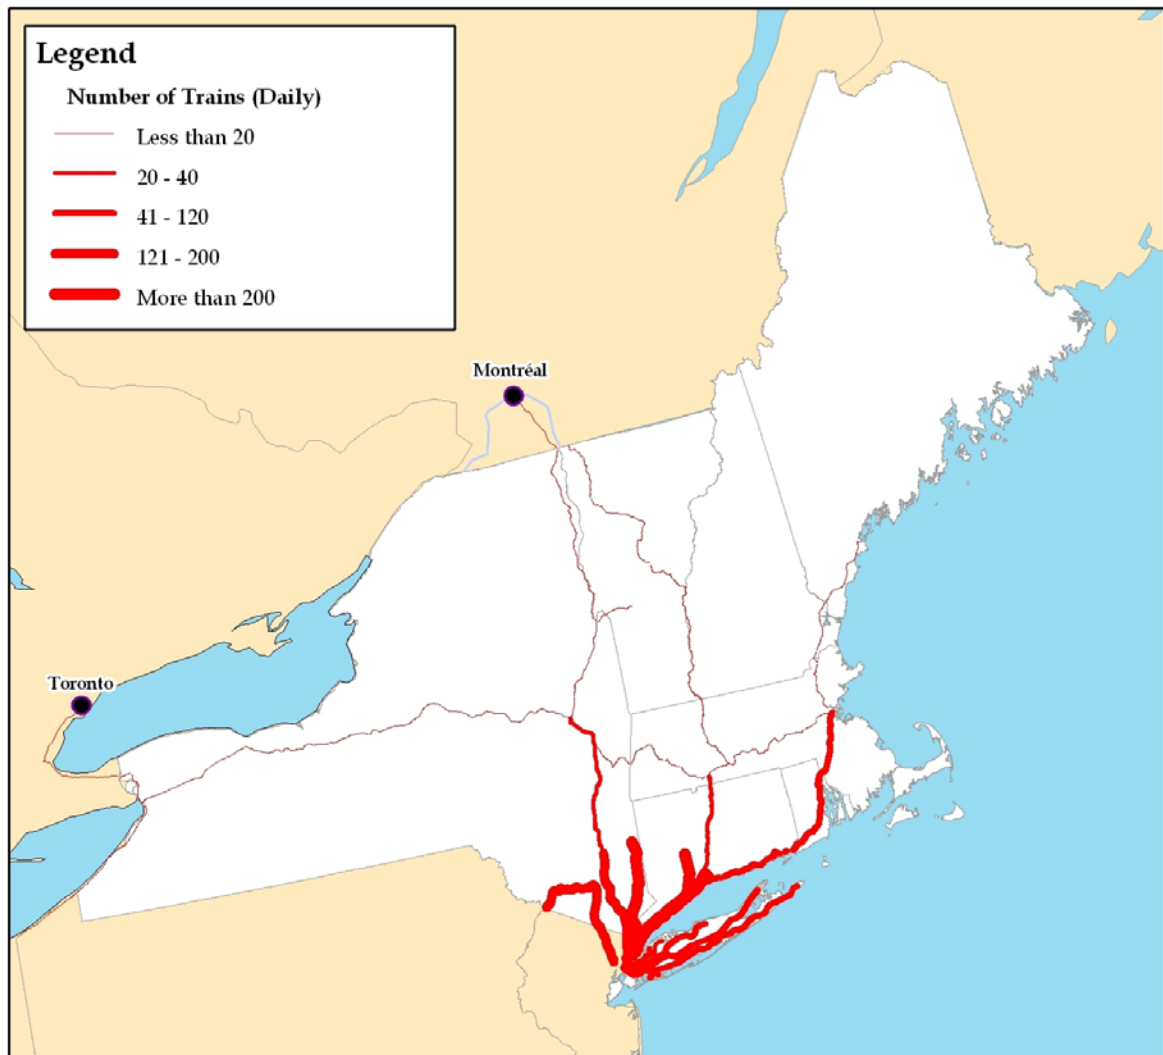 Legend
Number of Trains (Daily)
Less than 20
20 - 40
41 - 120
121 - 200
More than 200
Montréal
Toronto